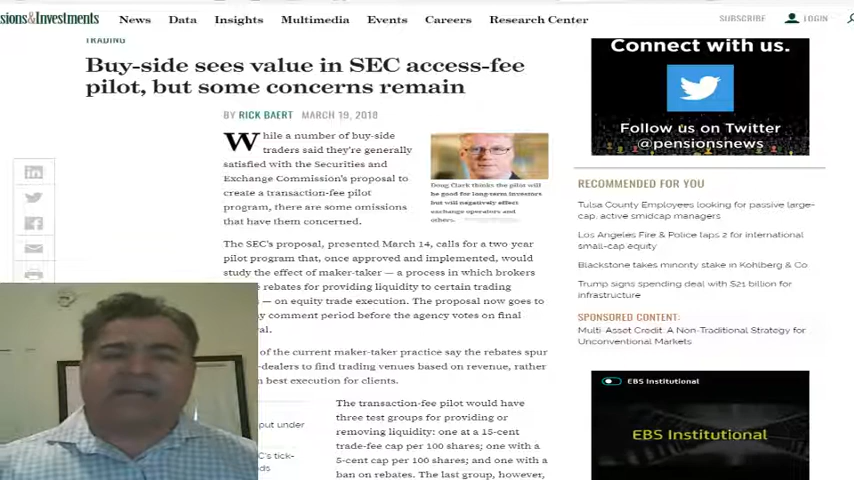 sions&Investments
News Data Insights Multimedia Events Careers Research Center
SUBSCRIBE LOGIN
TRADING
Buy-side sees value in SEC access-fee
pilot, but some concerns remain
BY RICK BAERT MARCH 19, 2018
While a number of buy-side
traders said they're generally
satisfied with the Securities and
Exchange Commission's proposal to
create a transaction-fee pilot
program, there are some omissions
that have them concerned.
Doug Clark thinks the pilot will
be good for long-term investors
but will negatively affect
exchange operators and
others.
The SEC's proposal, presented March 14, calls for a two year
pilot program that, once approved and implemented, would
study the effect of maker-taker — a process in which brokers
e rebates for providing liquidity to certain trading
— on equity trade execution. The proposal now goes to
ay comment period before the agency votes on final
al.
of the current maker-taker practice say the rebates spur
-dealers to find trading venues based on revenue, rather
n best execution for clients.
put under
C's tick-
ds
The transaction-fee pilot would have
three test groups for providing or
removing liquidity: one at a 15-cent
trade-fee cap per 100 shares; one with a
5-cent cap per 100 shares; and one with a
ban on rebates. The last group, however,
Connect with us.
Follow us on Twitter
@pensionsnews
RECOMMENDED FOR YOU
Tulsa County Employees looking for passive large-
cap, active smidcap managers
Los Angeles Fire & Police taps 2 for international
small-cap equity
Blackstone takes minority stake in Kohlberg & Co
Trump signs spending deal with $21 billion for
infrastructure
SPONSORED CONTENT:
Multi-Asset Credit: A Non-Traditional Strategy for
Unconventional Markets
EBS Institutional
EBS Institutional